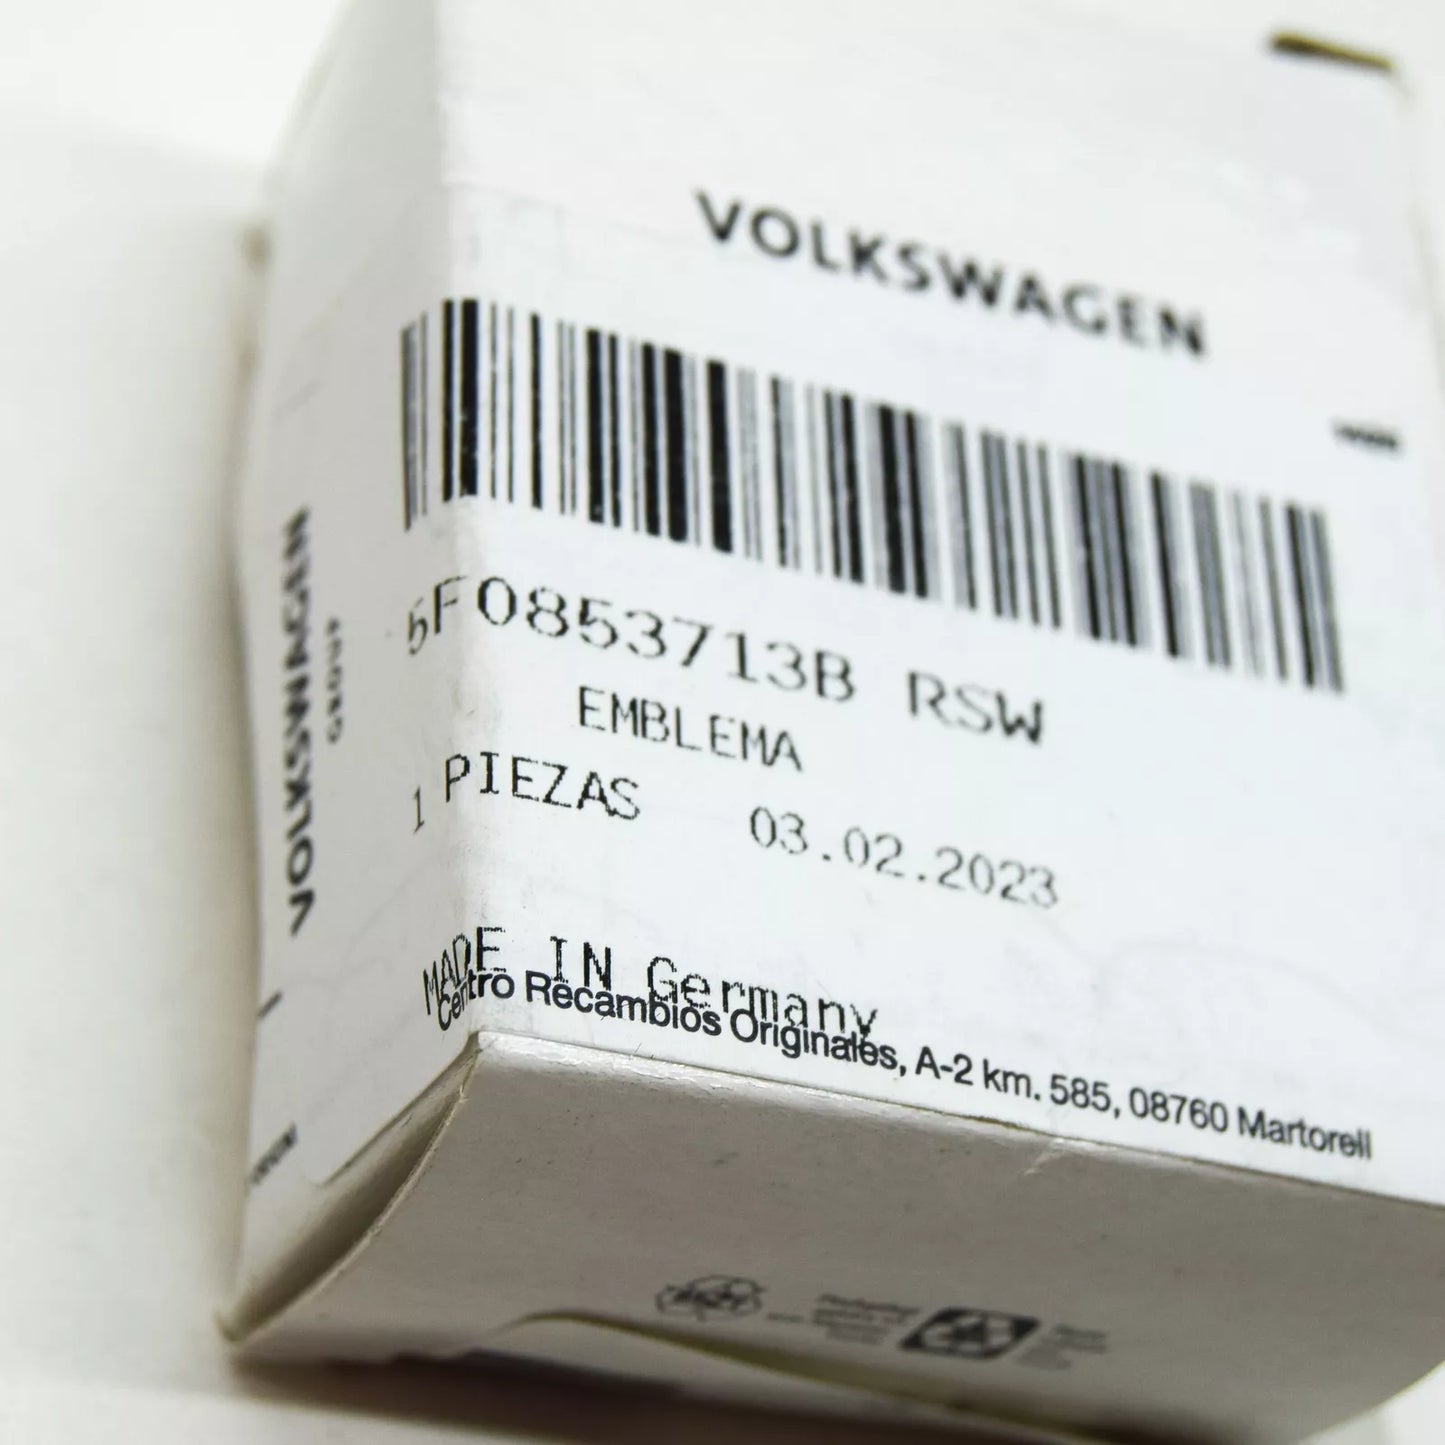 VOLKSWAGEN
5F0853713B RSW
EMBLEMA
1 PIEZAS 03.02.2023
MADE IN Germany
Centro Recambios Originales, A-2 km. 585, 08760 Martorell
VOLKSWAGEN
GROUP